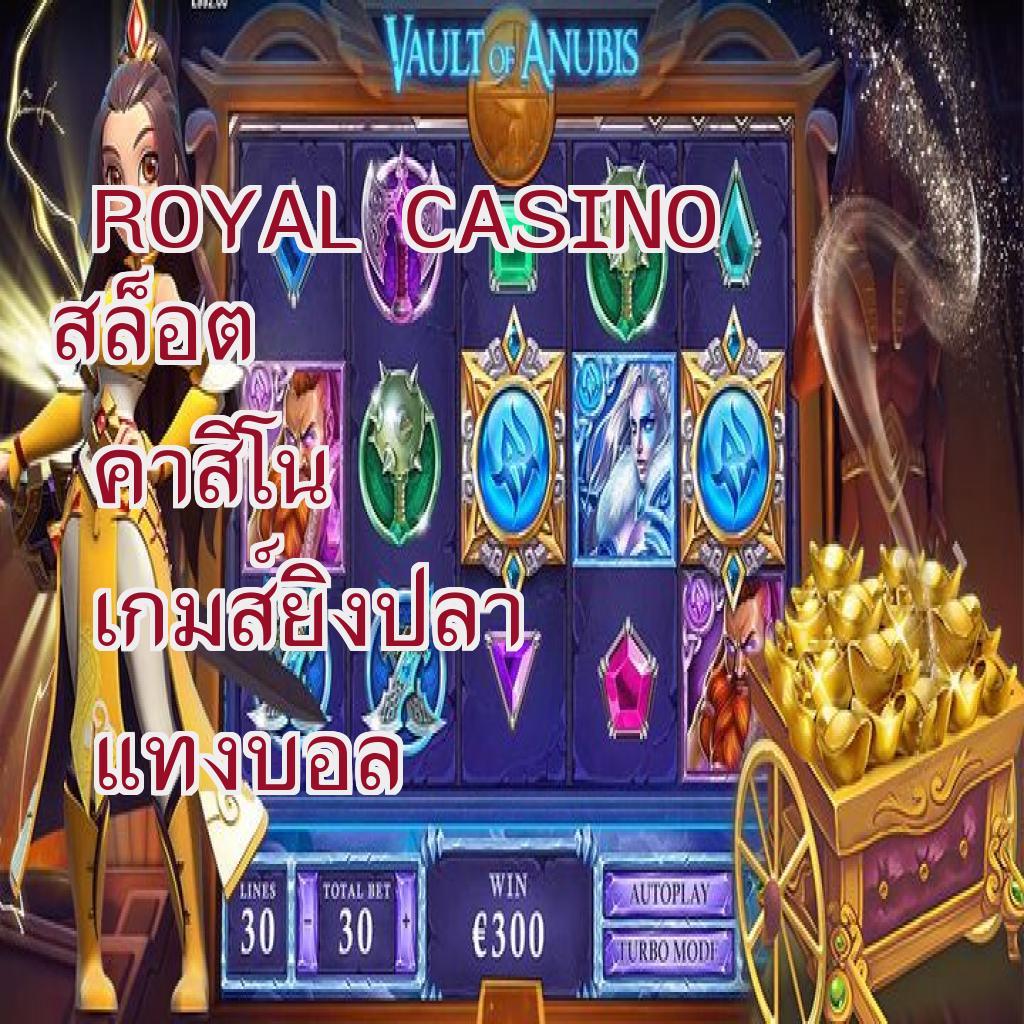 VAULT OF ANUBIS
ROYAL CASINO
สล็อต
คาสิโน
เกมส์ยิงปลา
แทงบอล
LINES
30
TOTAL BET
- 30 +
WIN
€300
AUTOPLAY
TURBO MODE